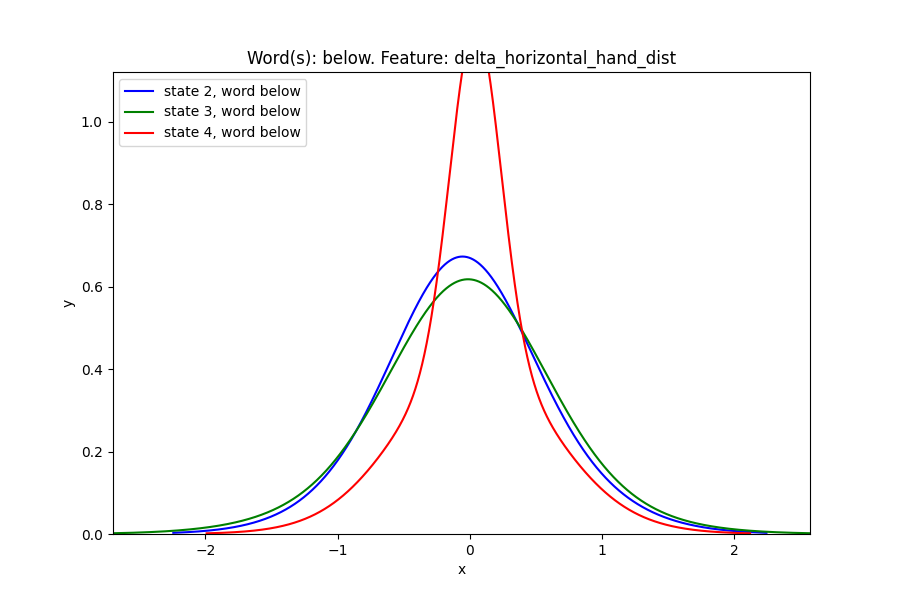 Word(s): below. Feature: delta_horizontal_hand_dist
state 2, word below
state 3, word below
state 4, word below
1.0
0.8
0.6
0.4
0.2
0.0
y
−2
−1
0
1
2
x